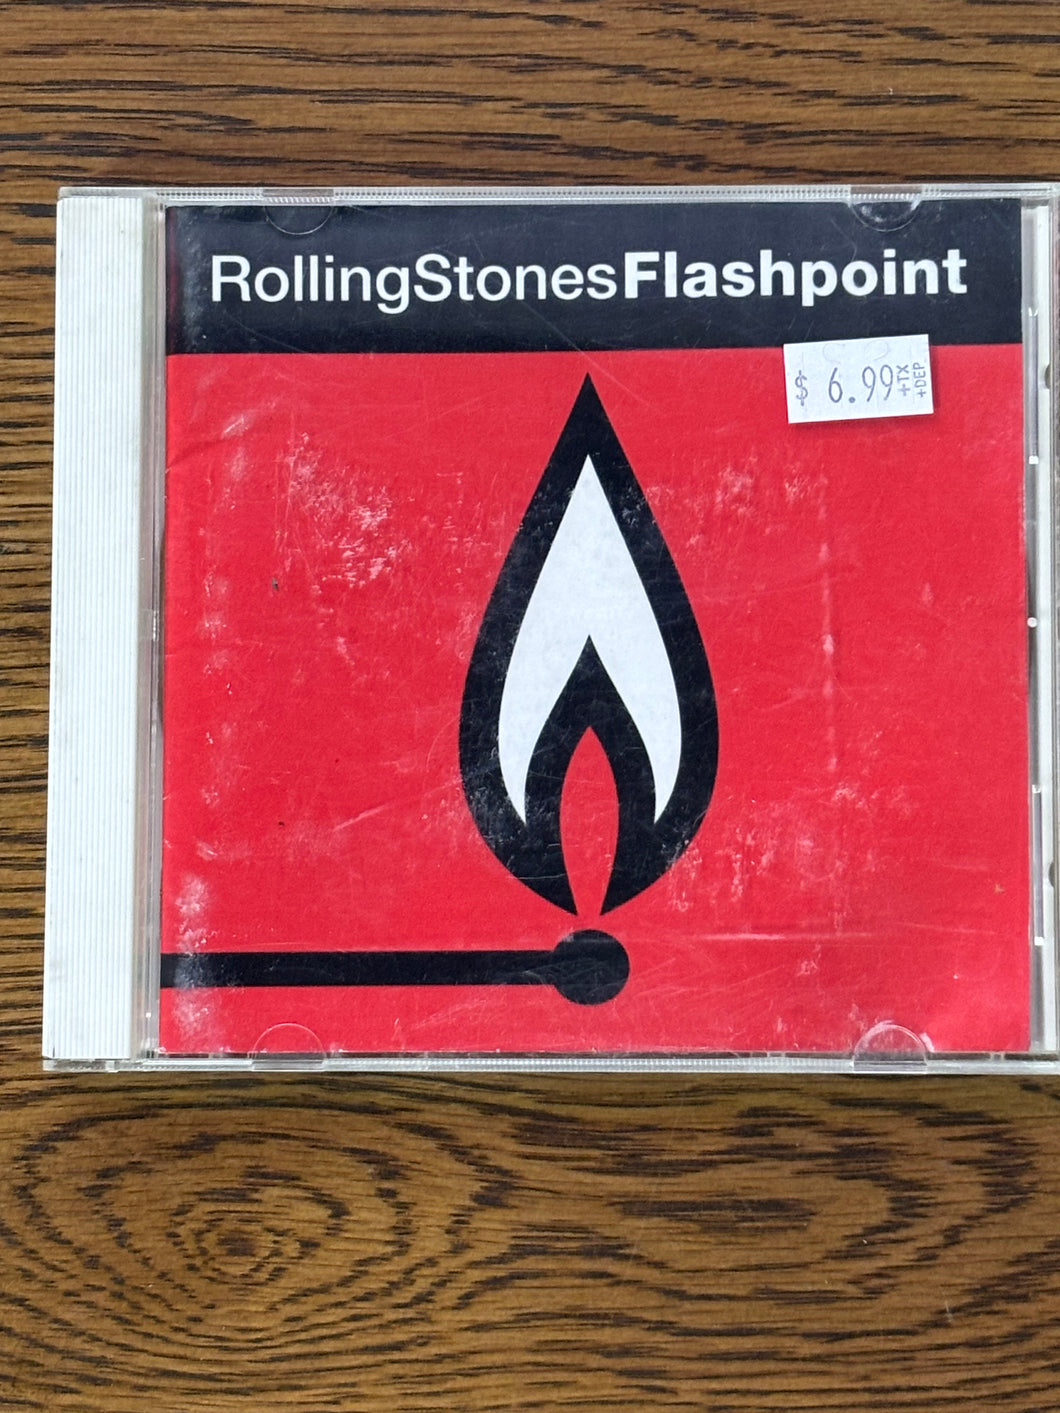 RollingStonesFlashpoint
$ 6.99 +TX
+DEP